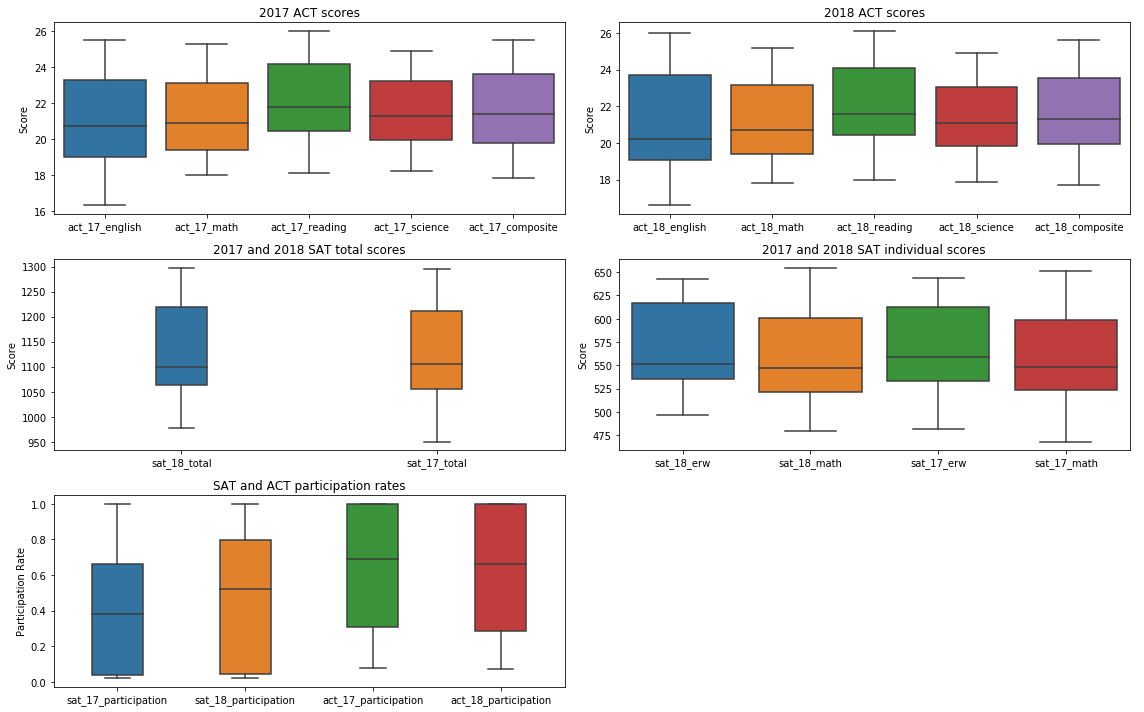 2017 ACT scores
Score
26
24
22
20
18
16
act_17_english act_17_math act_17_reading act_17_science act_17_composite
2018 ACT scores
Score
26
24
22
20
18
act_18_english act_18_math act_18_reading act_18_science act_18_composite
2017 and 2018 SAT total scores
Score
1300
1250
1200
1150
1100
1050
1000
950
sat_18_total sat_17_total
2017 and 2018 SAT individual scores
Score
650
625
600
575
550
525
500
475
sat_18_erw sat_18_math sat_17_erw sat_17_math
SAT and ACT participation rates
Participation Rate
1.0
0.8
0.6
0.4
0.2
0.0
sat_17_participation sat_18_participation act_17_participation act_18_participation